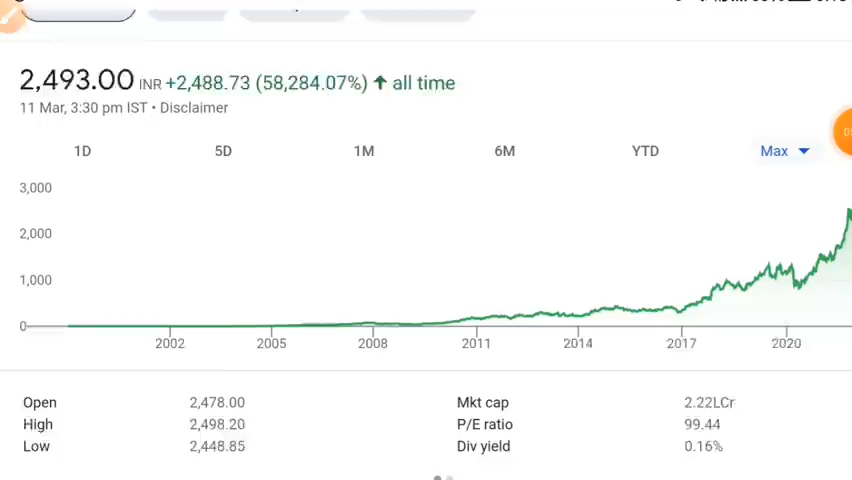 2,493.00 INR +2,488.73 (58,284.07%) ↑ all time
11 Mar, 3:30 pm IST • Disclaimer
1D 5D 1M 6M YTD Max
3,000
2,000
1,000
0
2002 2005 2008 2011 2014 2017 2020
Open 2,478.00 Mkt cap 2.22LCr
High 2,498.20 P/E ratio 99.44
Low 2,448.85 Div yield 0.16%